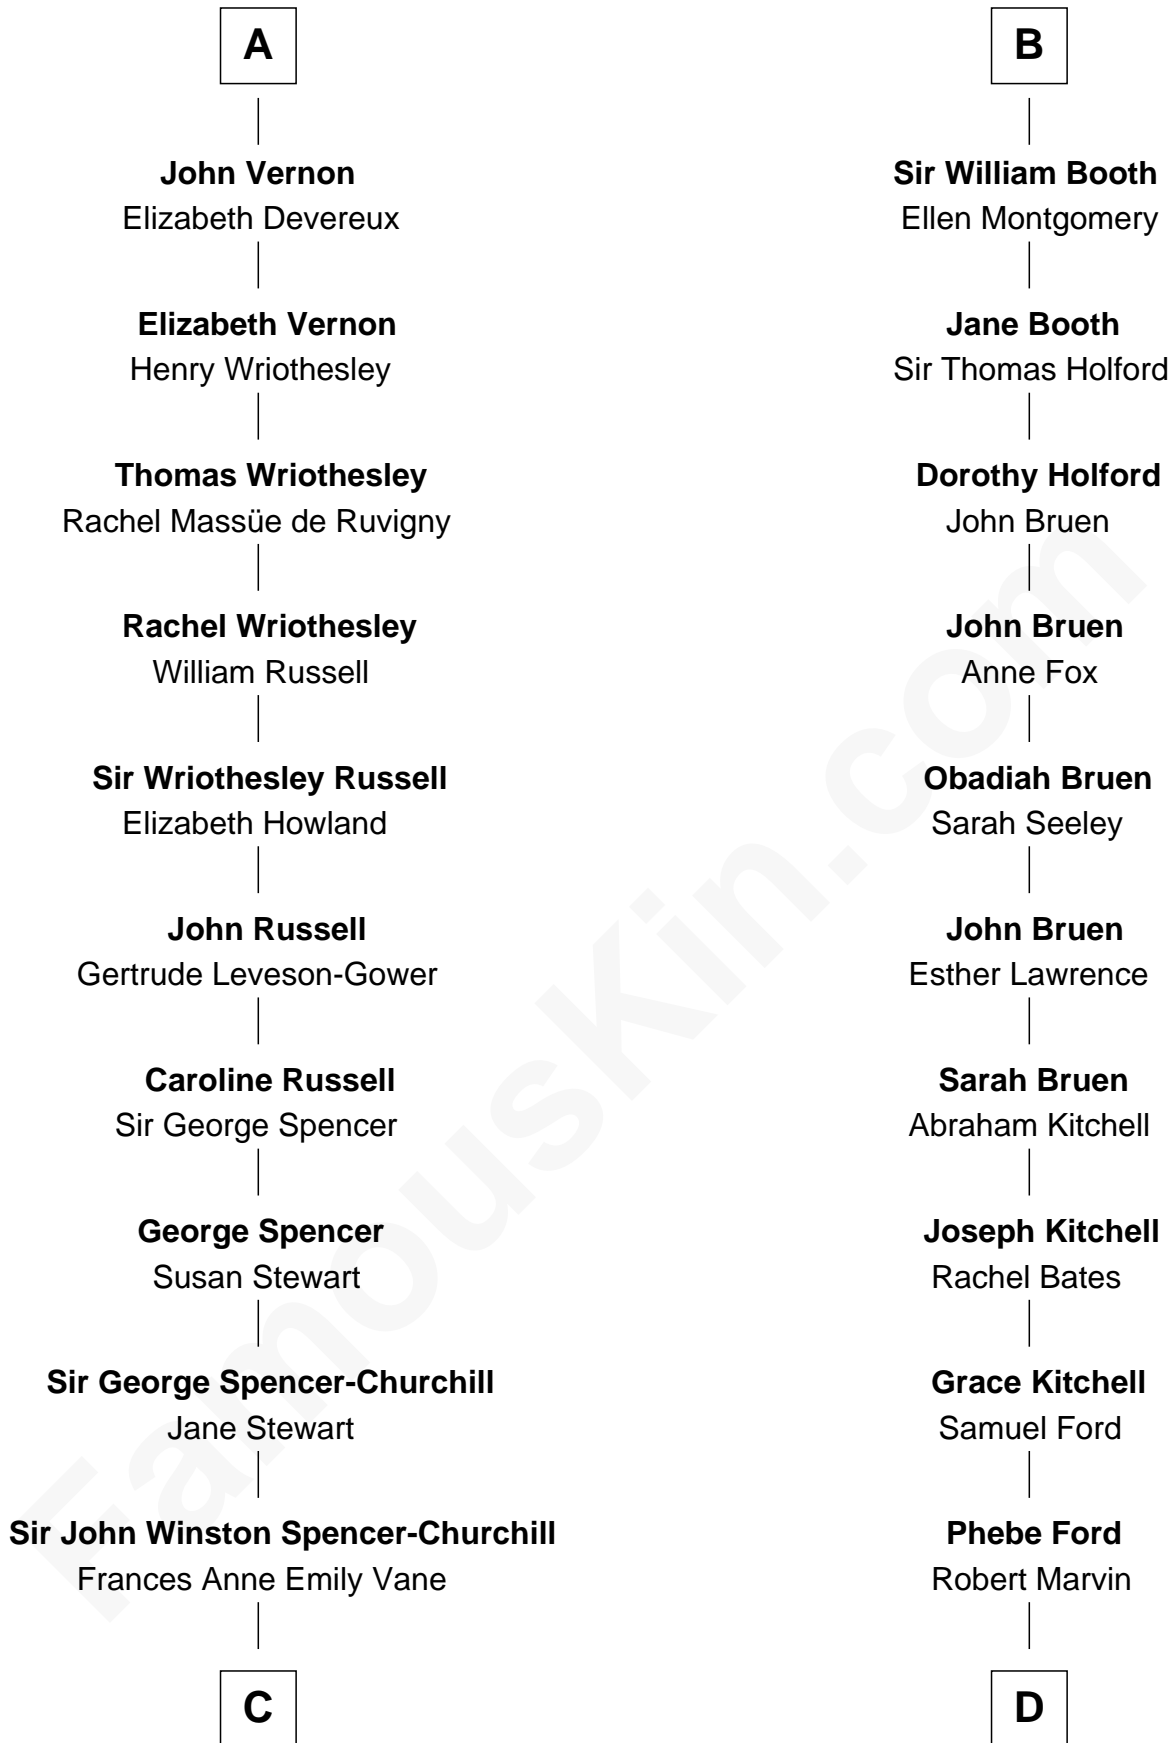 A
John Vernon
Elizabeth Devereux
Elizabeth Vernon
Henry Wriothesley
Thomas Wriothesley
Rachel Massüe de Ruvigny
Rachel Wriothesley
William Russell
Sir Wriothesley Russell
Elizabeth Howland
John Russell
Gertrude Leveson-Gower
Caroline Russell
Sir George Spencer
George Spencer
Susan Stewart
Sir George Spencer-Churchill
Jane Stewart
Sir John Winston Spencer-Churchill
Frances Anne Emily Vane
C
B
Sir William Booth
Ellen Montgomery
Jane Booth
Sir Thomas Holford
Dorothy Holford
John Bruen
John Bruen
Anne Fox
Obadiah Bruen
Sarah Seeley
John Bruen
Esther Lawrence
Sarah Bruen
Abraham Kitchell
Joseph Kitchell
Rachel Bates
Grace Kitchell
Samuel Ford
Phebe Ford
Robert Marvin
D
FamousKin.com